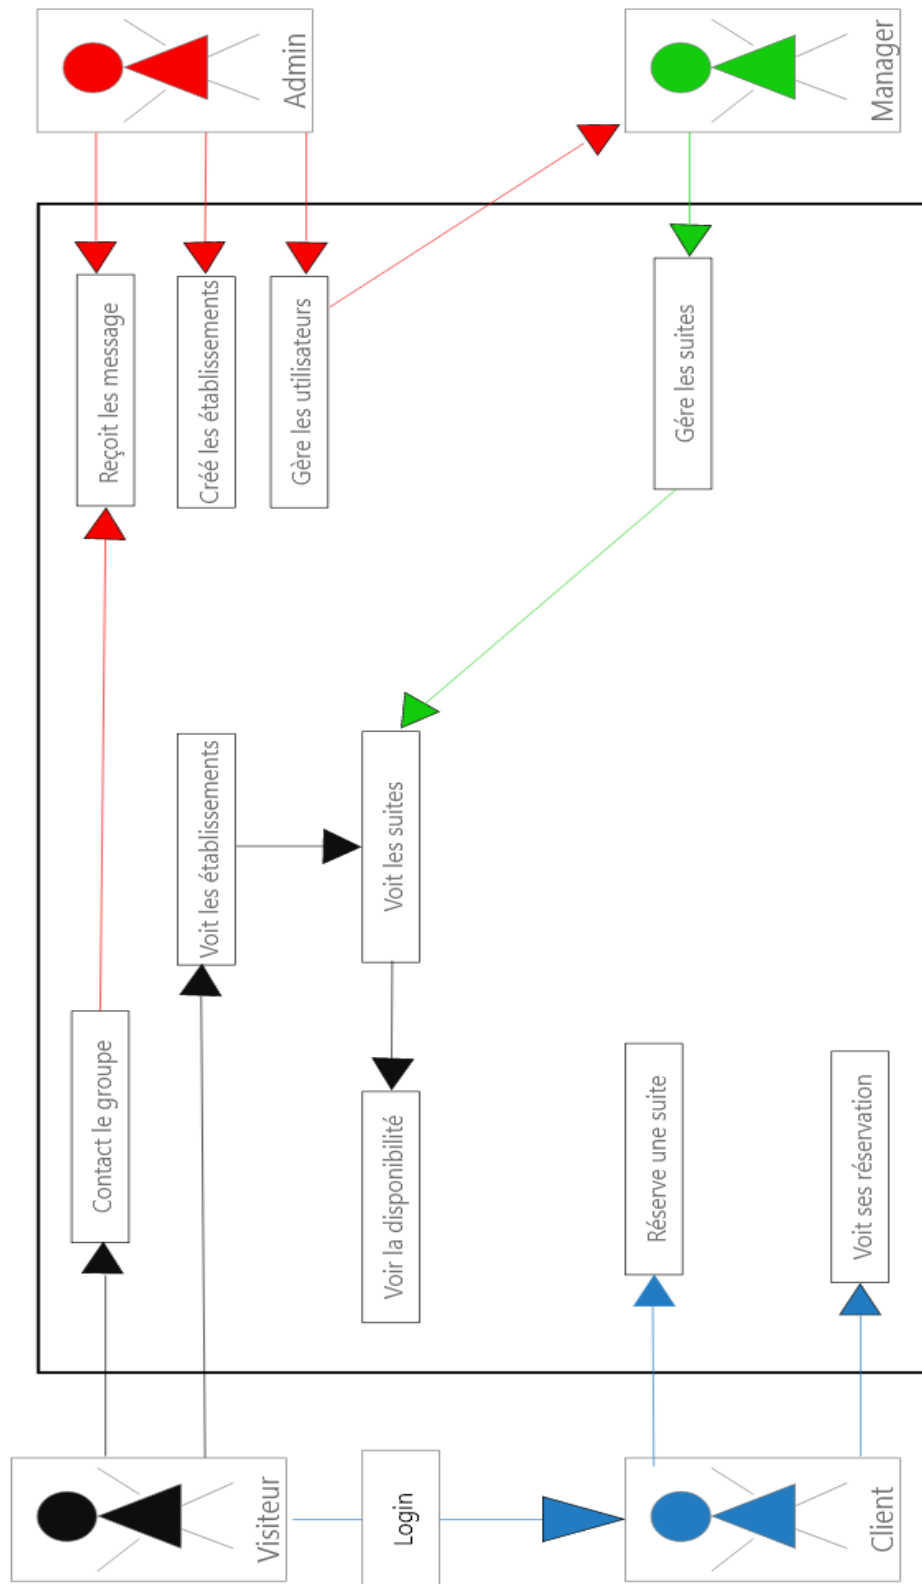 Visiteur
Contact le groupe
Reçoit les message
Admin
Voit les établissements
Créé les établissements
Gère les utilisateurs
Login
Voir la disponibilité
Voit les suites
Client
Réserve une suite
Gére les suites
Manager
Voit ses réservation